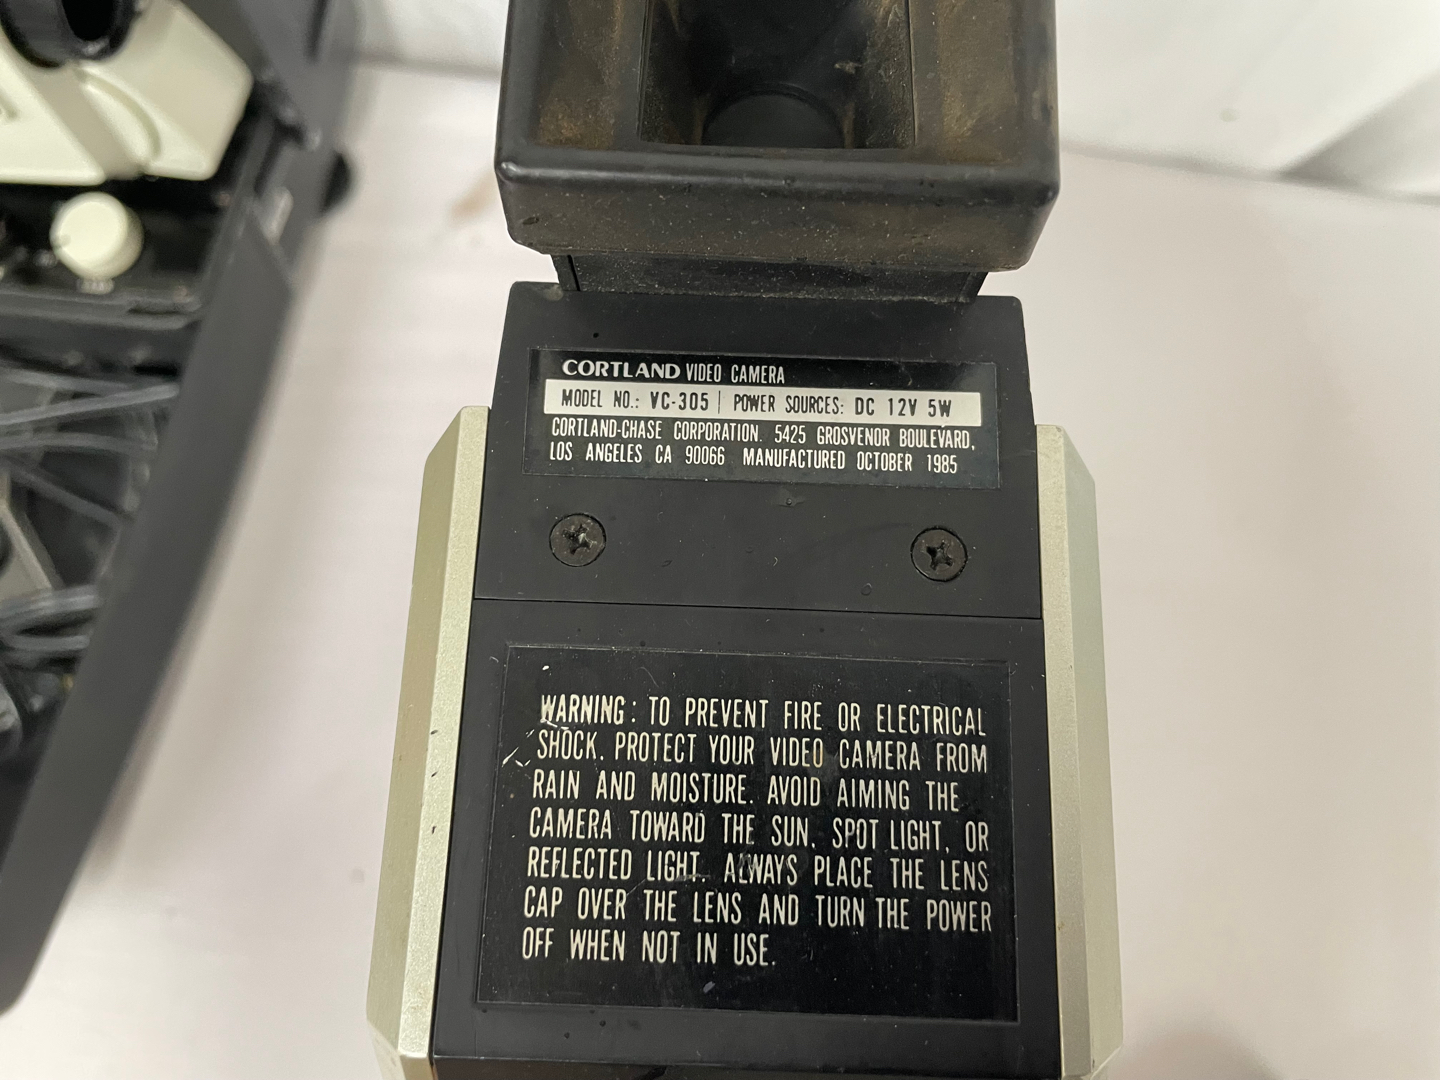 CORTLAND VIDEO CAMERA
MODEL NO.: VC-305 | POWER SOURCES: DC 12V 5W
CORTLAND-CHASE CORPORATION. 5425 GROSVENOR BOULEVARD,
LOS ANGELES CA 90066 MANUFACTURED OCTOBER 1985
WARNING: TO PREVENT FIRE OR ELECTRICAL
SHOCK, PROTECT YOUR VIDEO CAMERA FROM
RAIN AND MOISTURE. AVOID AIMING THE
CAMERA TOWARD THE SUN, SPOT LIGHT, OR
REFLECTED LIGHT. ALWAYS PLACE THE LENS
CAP OVER THE LENS AND TURN THE POWER
OFF WHEN NOT IN USE.